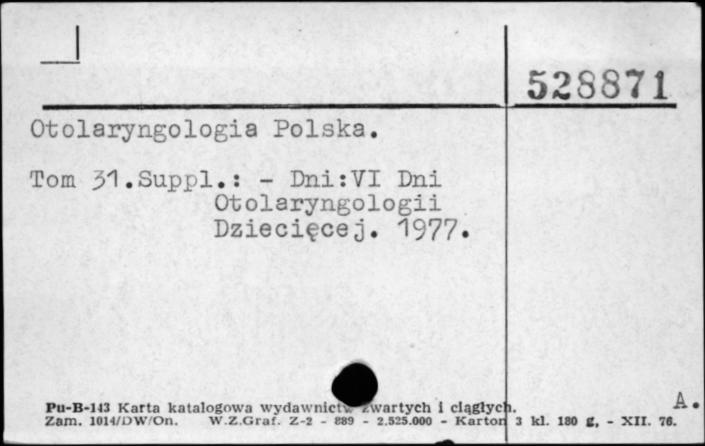 528871
Otolaryngologia Polska.
Tom 31.Suppl.: - Dni:VI Dni
Otolaryngologii
Dziecięcej. 1977.
A.
Pu-B-143 Karta katalogowa wydawnictw zwartych i ciągłych.
Zam. 1014/DW/On. W.Z.Graf. Z-2 - 889 - 2.525.000 - Karton 3 kl. 180 g, - XII. 76.